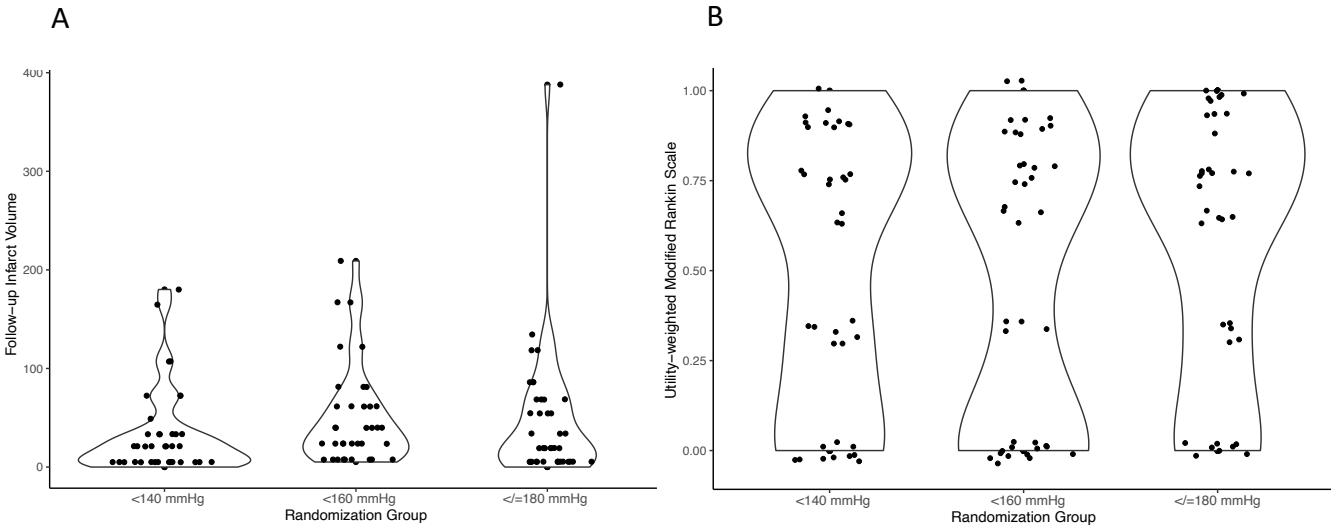 A
B
Follow-up Infarct Volume
400
300
200
100
0
<140 mmHg
<160 mmHg
</=180 mmHg
Randomization Group
Utility-weighted Modified Rankin Scale
1.00
0.75
0.50
0.25
0.00
<140 mmHg
<160 mmHg
</=180 mmHg
Randomization Group